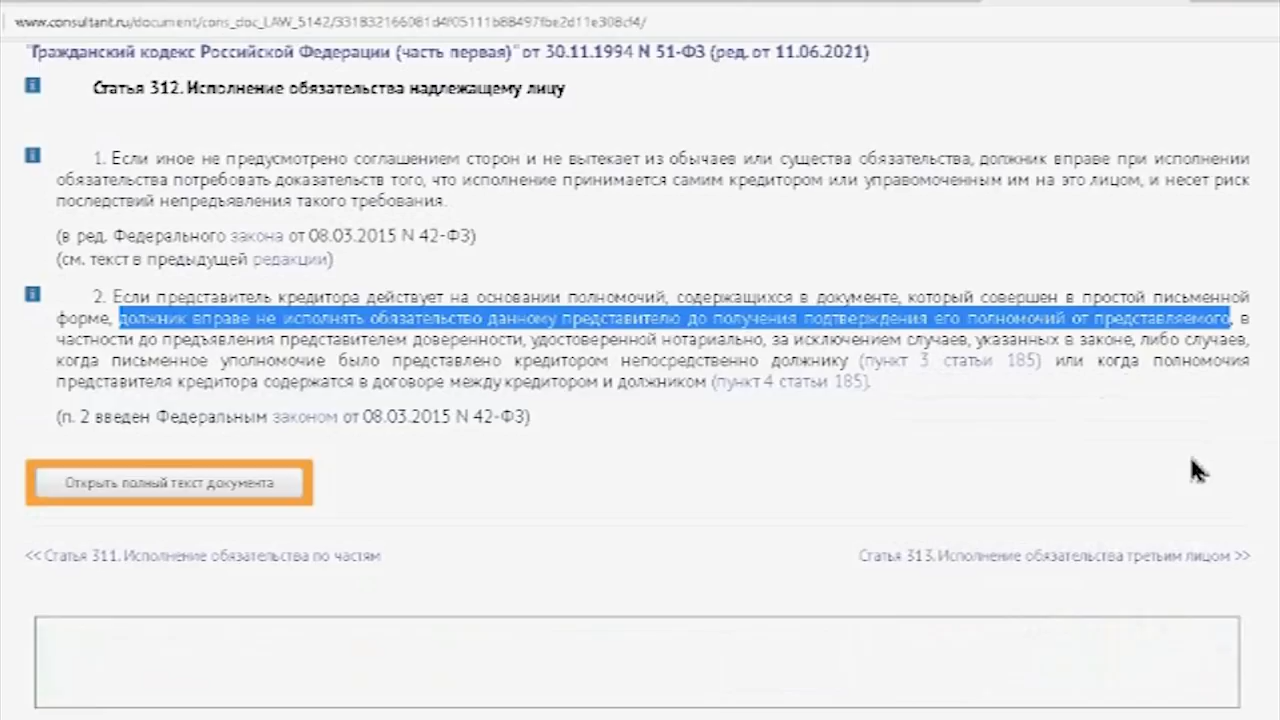 www.consultant.ru/document/cons_doc_LAW_5142/331832166081d4f05111b88497fbe2d11e308cf4/
"Гражданский кодекс Российской Федерации (часть первая)" от 30.11.1994 N 51-ФЗ (ред. от 11.06.2021)
Статья 312. Исполнение обязательства надлежащему лицу
1. Если иное не предусмотрено соглашением сторон и не вытекает из обычаев или существа обязательства, должник вправе при исполнении
обязательства потребовать доказательств того, что исполнение принимается самим кредитором или управомоченным им на это лицом, и несет риск
последствий непредъявления такого требования.
(в ред. Федерального закона от 08.03.2015 N 42-ФЗ)
(см. текст в предыдущей редакции)
2. Если представитель кредитора действует на основании полномочий, содержащихся в документе, который совершен в простой письменной
форме, должник вправе не исполнять обязательство данному представителю до получения подтверждения его полномочий от представляемого, в
частности до предъявления представителем доверенности, удостоверенной нотариально, за исключением случаев, указанных в законе, либо случаев,
когда письменное уполномочие было представлено кредитором непосредственно должнику (пункт 3 статьи 185) или когда полномочия
представителя кредитора содержатся в договоре между кредитором и должником (пункт 4 статьи 185).
(п. 2 введен Федеральным законом от 08.03.2015 N 42-ФЗ)
Открыть полный текст документа
<< Статья 311. Исполнение обязательства по частям
Статья 313. Исполнение обязательства третьим лицом >>